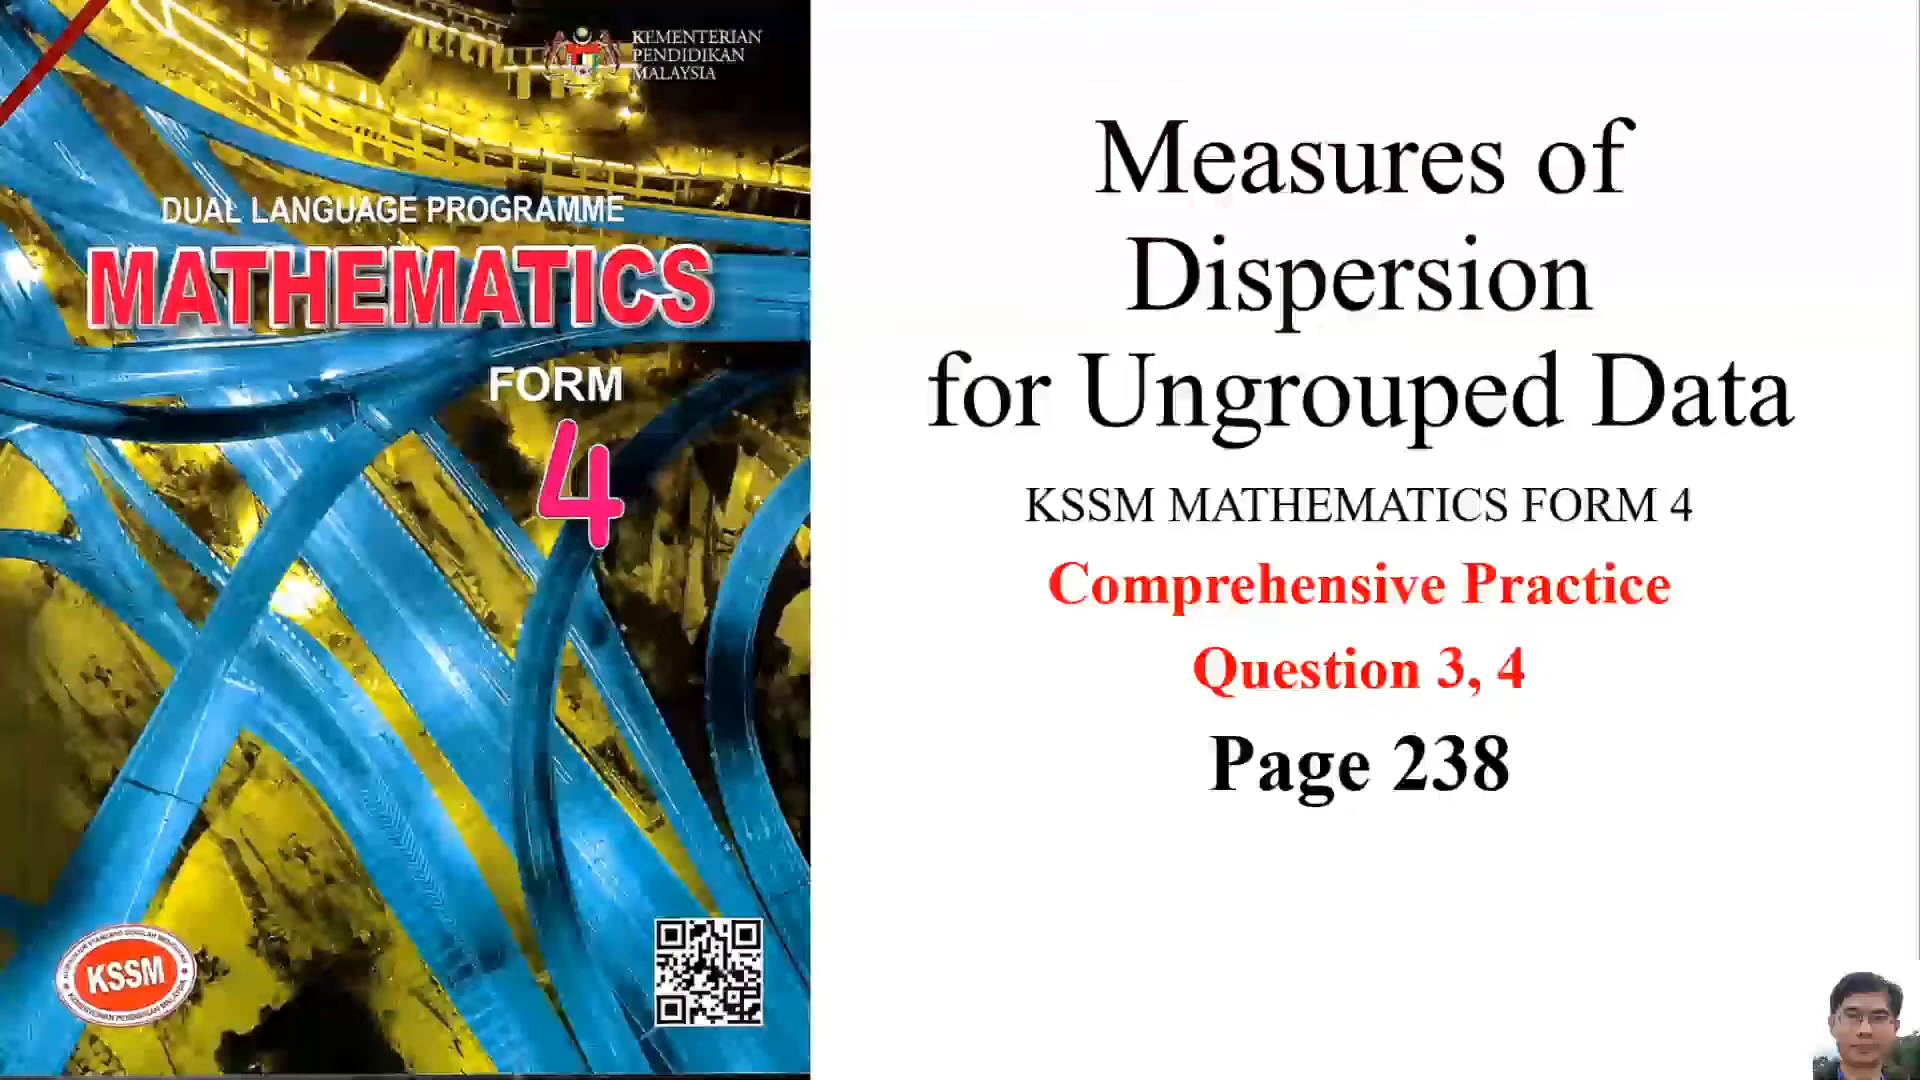 KEMENTERIAN
PENDIDIKAN
MALAYSIA
DUAL LANGUAGE PROGRAMME
MATHEMATICS
FORM
4
KSSM
Measures of
Dispersion
for Ungrouped Data
KSSM MATHEMATICS FORM 4
Comprehensive Practice
Question 3, 4
Page 238